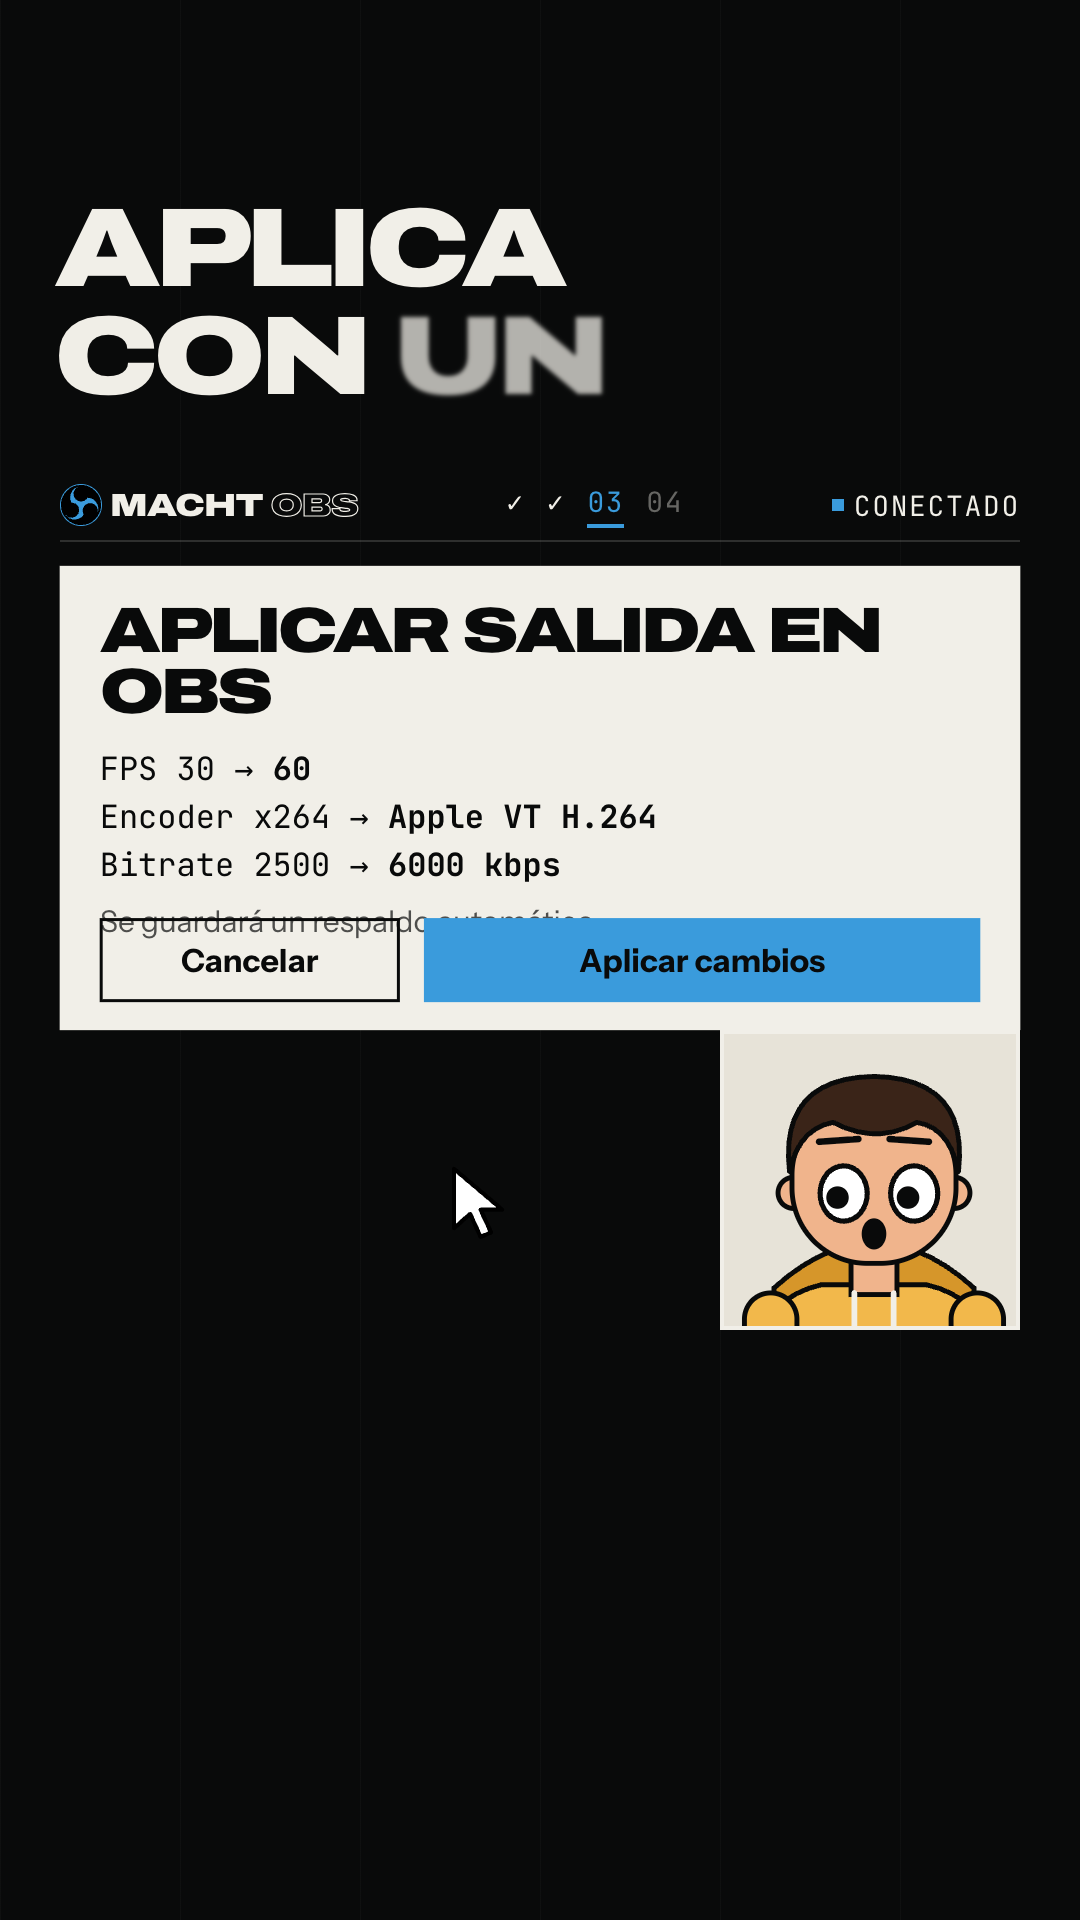 APLICA
CON UN
MACHT OBS
✓ ✓ 03 04
CONECTADO
APLICAR SALIDA EN
OBS
FPS 30 → 60
Encoder x264 → Apple VT H.264
Bitrate 2500 → 6000 kbps
Se guardará un respaldo automático
Cancelar
Aplicar cambios